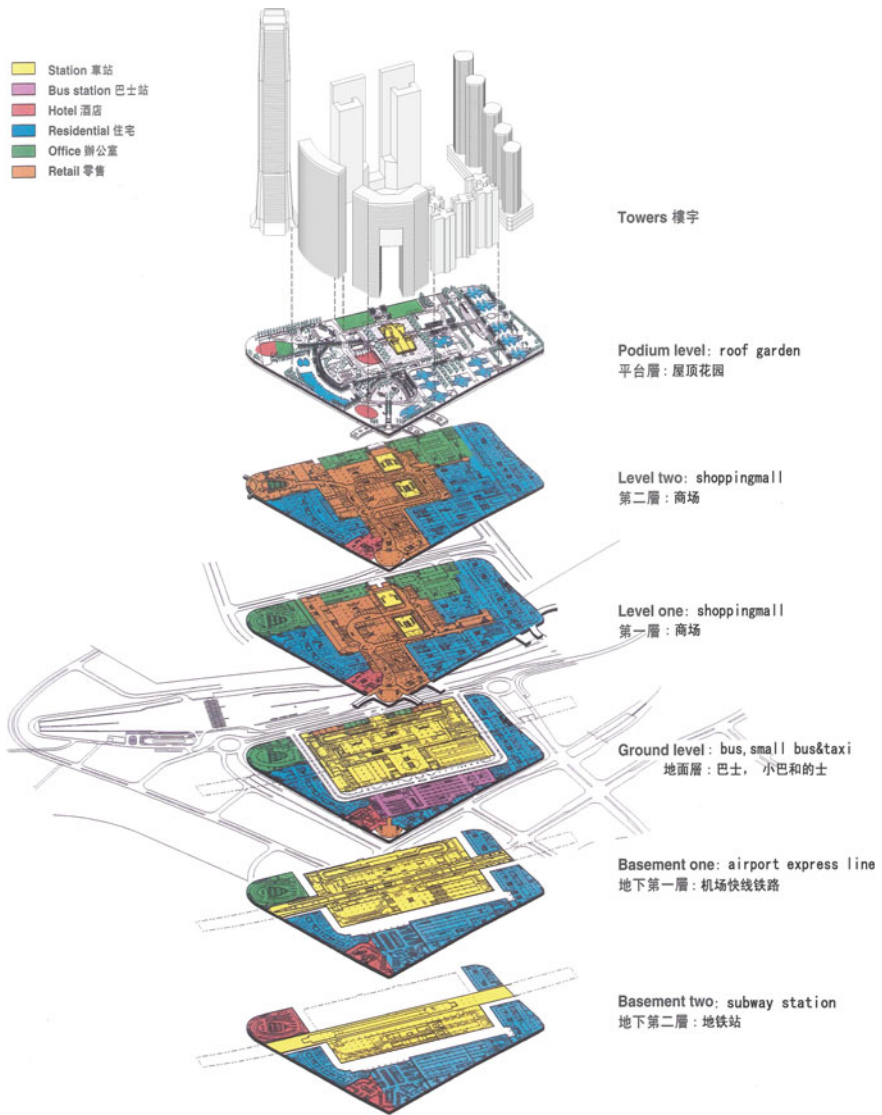 Station 車站
Bus station 巴士站
Hotel 酒店
Residential 住宅
Office 辦公室
Retail 零售
Towers 樓宇
Podium level: roof garden
平台層：屋顶花园
Level two: shoppingmall
第二層：商场
Level one: shoppingmall
第一層：商场
Ground level: bus,small bus&taxi
地面層：巴士， 小巴和的士
Basement one: airport express line
地下第一層：机场快线铁路
Basement two: subway station
地下第二層：地铁站